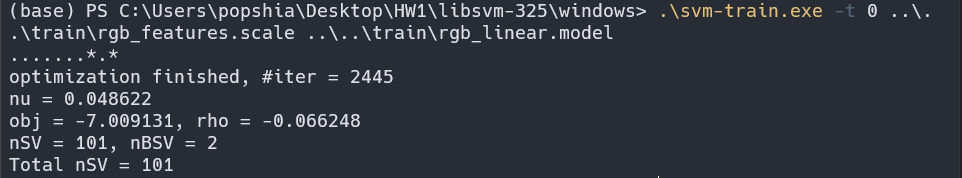 (base) PS C:\Users\popshia\Desktop\HW1\libsvm-325\windows> .\svm-train.exe -t 0 ..\.
.\train\rgb_features.scale ..\..\train\rgb_linear.model
.......*.*
optimization finished, #iter = 2445
nu = 0.048622
obj = -7.009131, rho = -0.066248
nSV = 101, nBSV = 2
Total nSV = 101